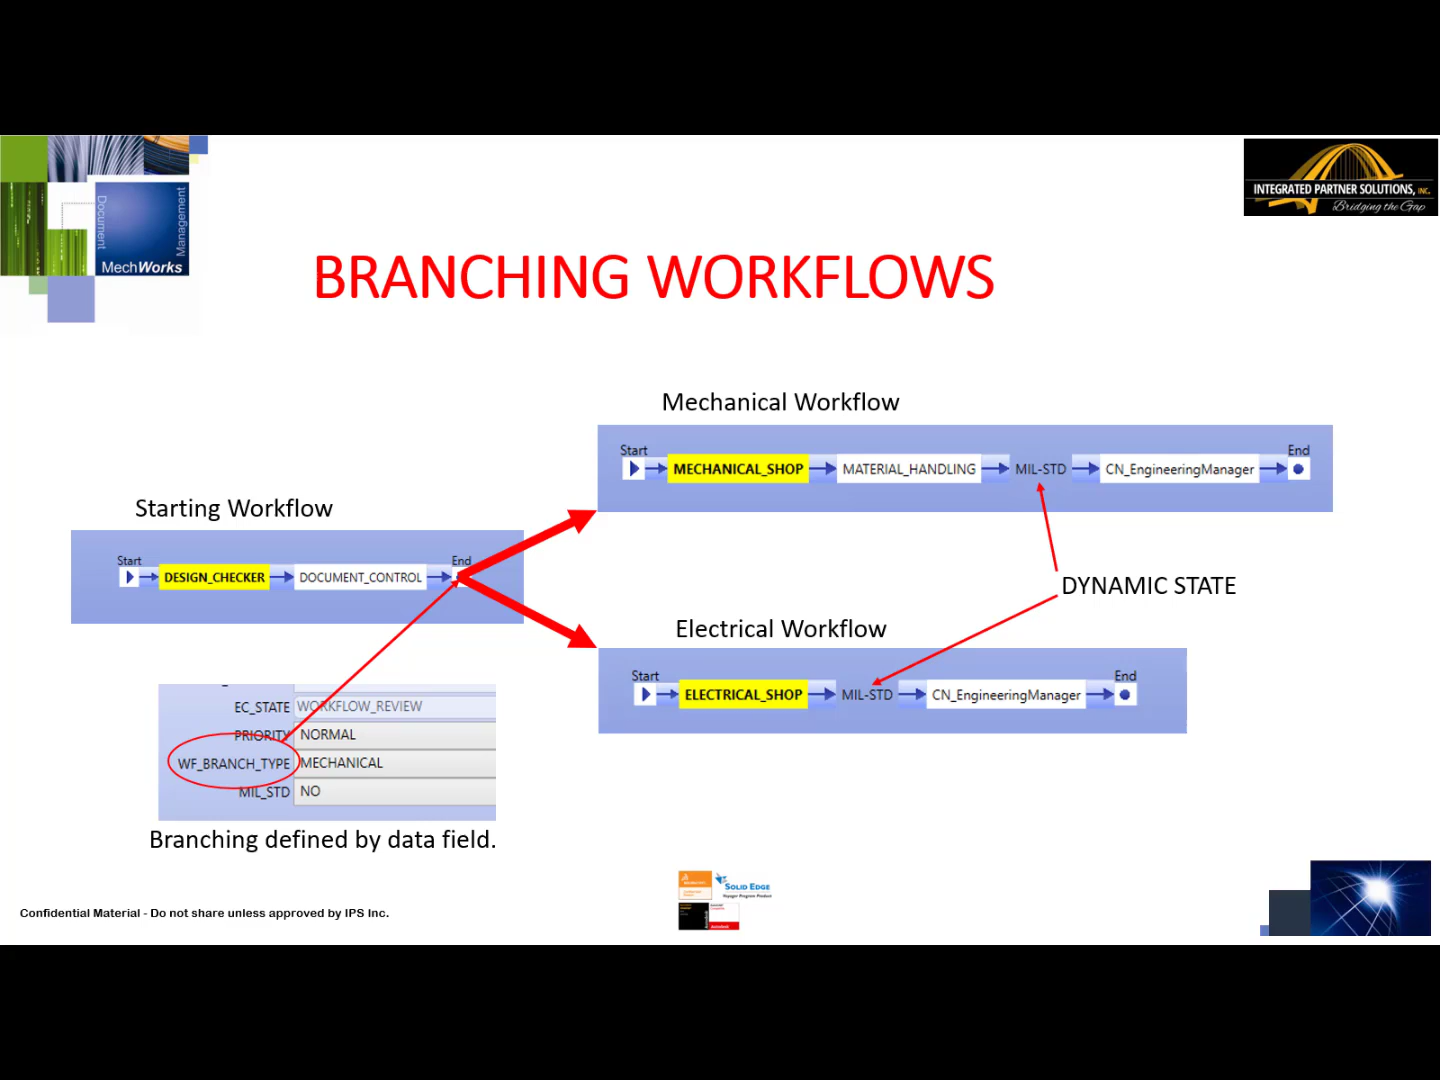 Document
Management
MechWorks
INTEGRATED PARTNER SOLUTIONS, INC.
Bridging the Gap
BRANCHING WORKFLOWS
Mechanical Workflow
Start
End
MECHANICAL_SHOP
MATERIAL_HANDLING
MIL-STD
CN_EngineeringManager
Starting Workflow
Start
End
DESIGN_CHECKER
DOCUMENT_CONTROL
DYNAMIC STATE
Electrical Workflow
Start
End
ELECTRICAL_SHOP
MIL-STD
CN_EngineeringManager
EC_STATE WORKFLOW_REVIEW
PRIORITY NORMAL
WF_BRANCH_TYPE MECHANICAL
MIL_STD NO
Branching defined by data field.
SOLID EDGE
Voyager Program Product
Confidential Material - Do not share unless approved by IPS Inc.